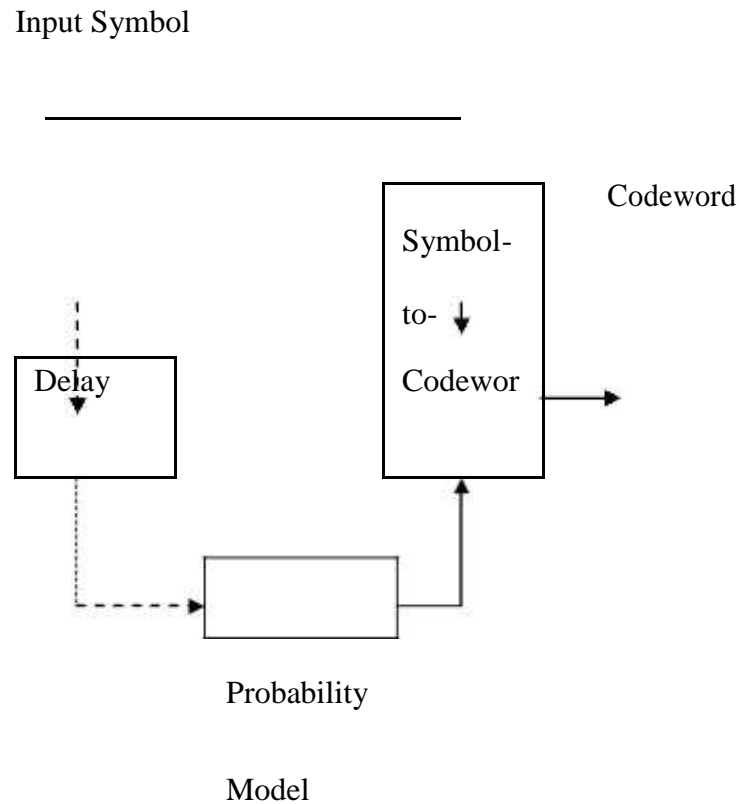 Input Symbol
Codeword
Symbol-
to-
Codewor
Delay
Probability
Model